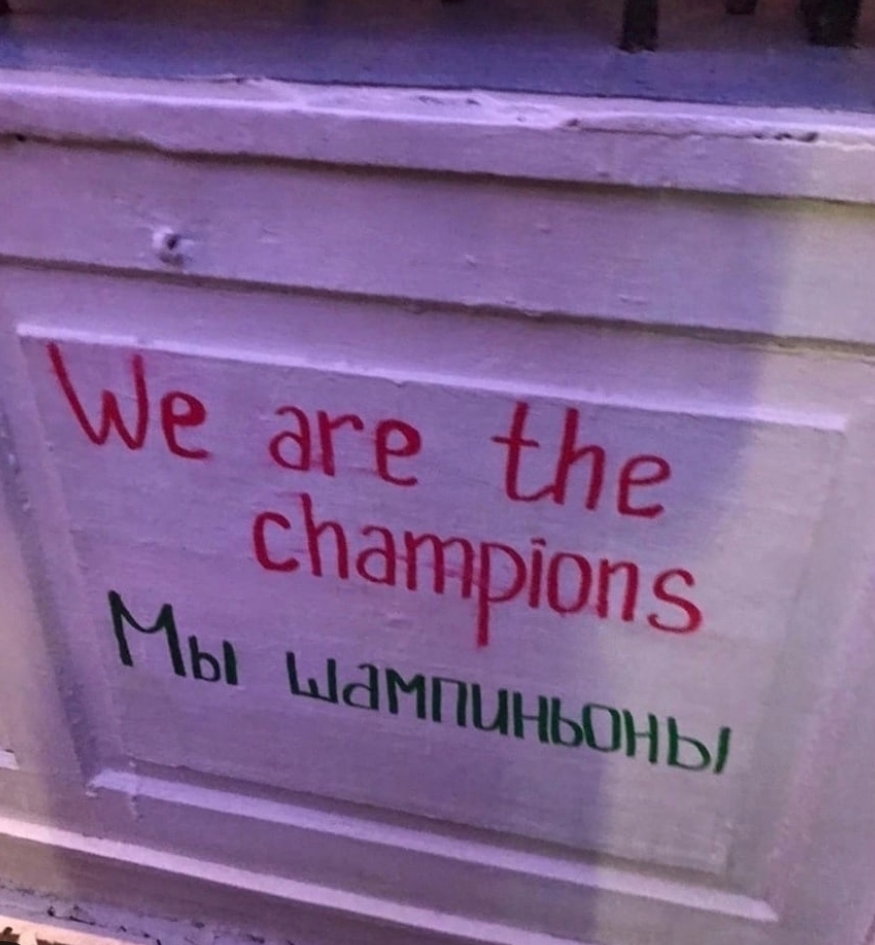 We are the
champions
Мы шампиньоны